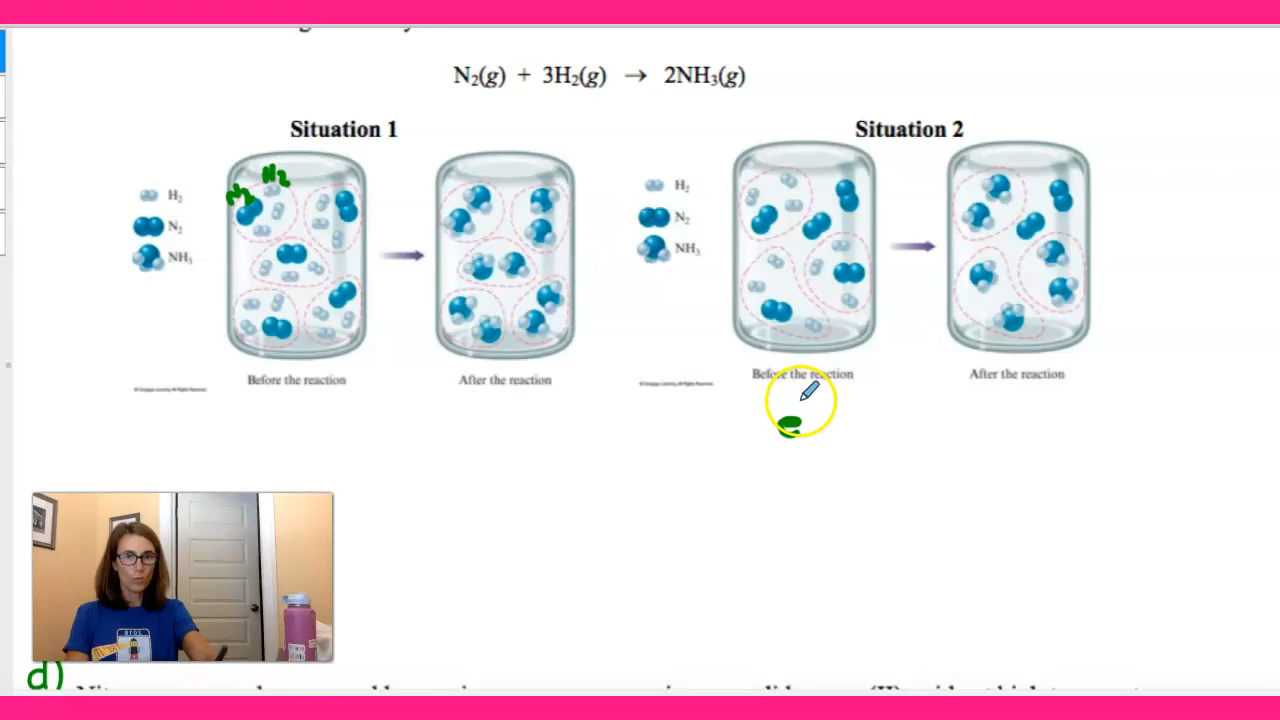 N₂(g) + 3H₂(g) → 2NH₃(g)
Situation 1
Situation 2
H₂
N₂
H₂
N₂
NH₃
H₂
N₂
NH₃
Before the reaction
After the reaction
Before the reaction
After the reaction
d)